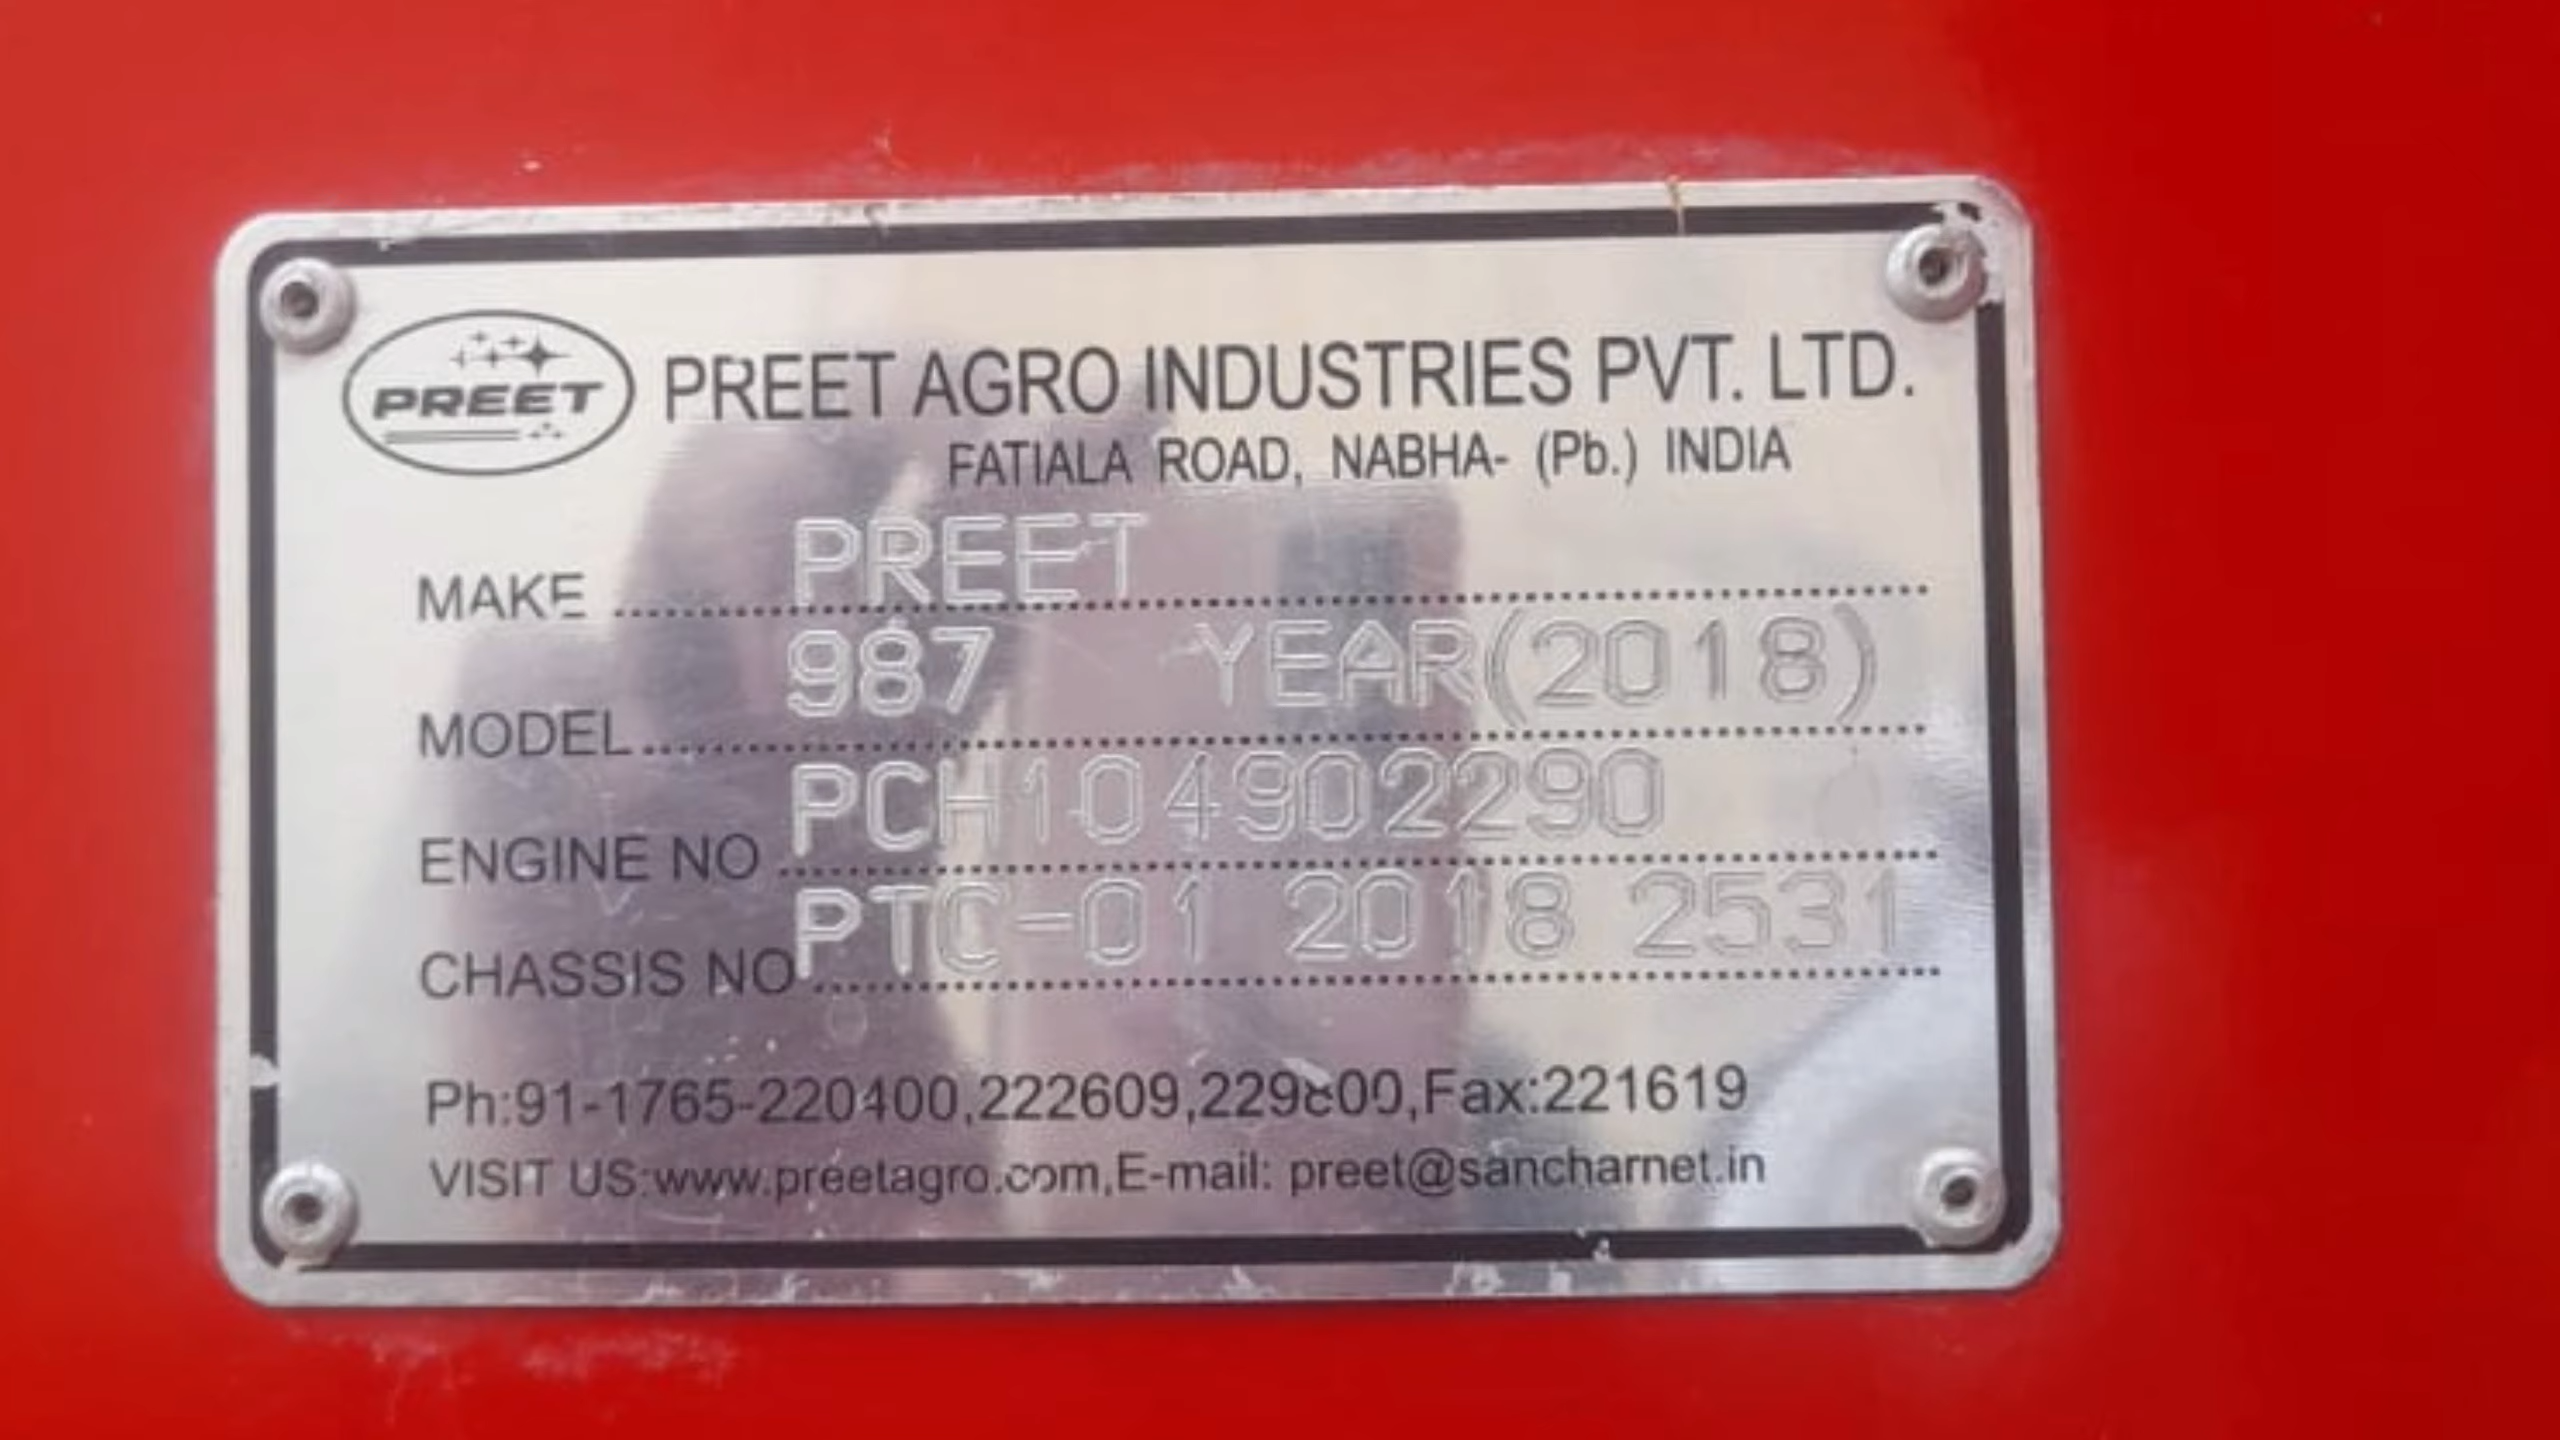 PREET
PREET AGRO INDUSTRIES PVT. LTD.
FATIALA ROAD, NABHA- (Pb.) INDIA
MAKE PREET
MODEL 987 YEAR(2018)
ENGINE NO PCH104902290
CHASSIS NO PTC-01 2018 2531
Ph:91-1765-220400,222609,229800,Fax:221619
VISIT US:www.preetagro.com,E-mail: preet@sancharnet.in